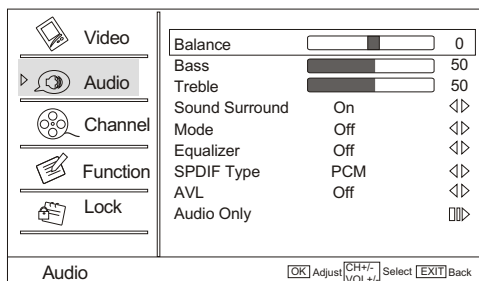 Video
Audio
Channel
Function
Lock
Balance 0
Bass 50
Treble 50
Sound Surround On
Mode Off
Equalizer Off
SPDIF Type PCM
AVL Off
Audio Only
Audio
OK Adjust CH+/- VOL+/- Select EXIT Back